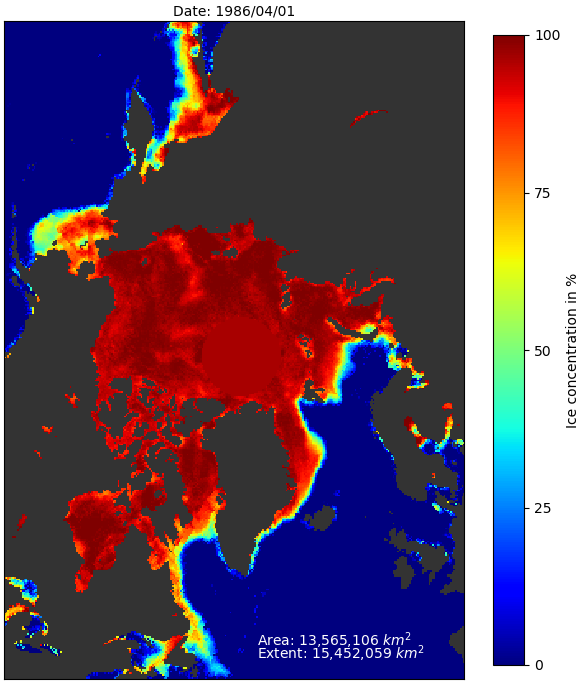 Date: 1986/04/01
100
75
50
25
0
Ice concentration in %
Area: 13,565,106 km²
Extent: 15,452,059 km²